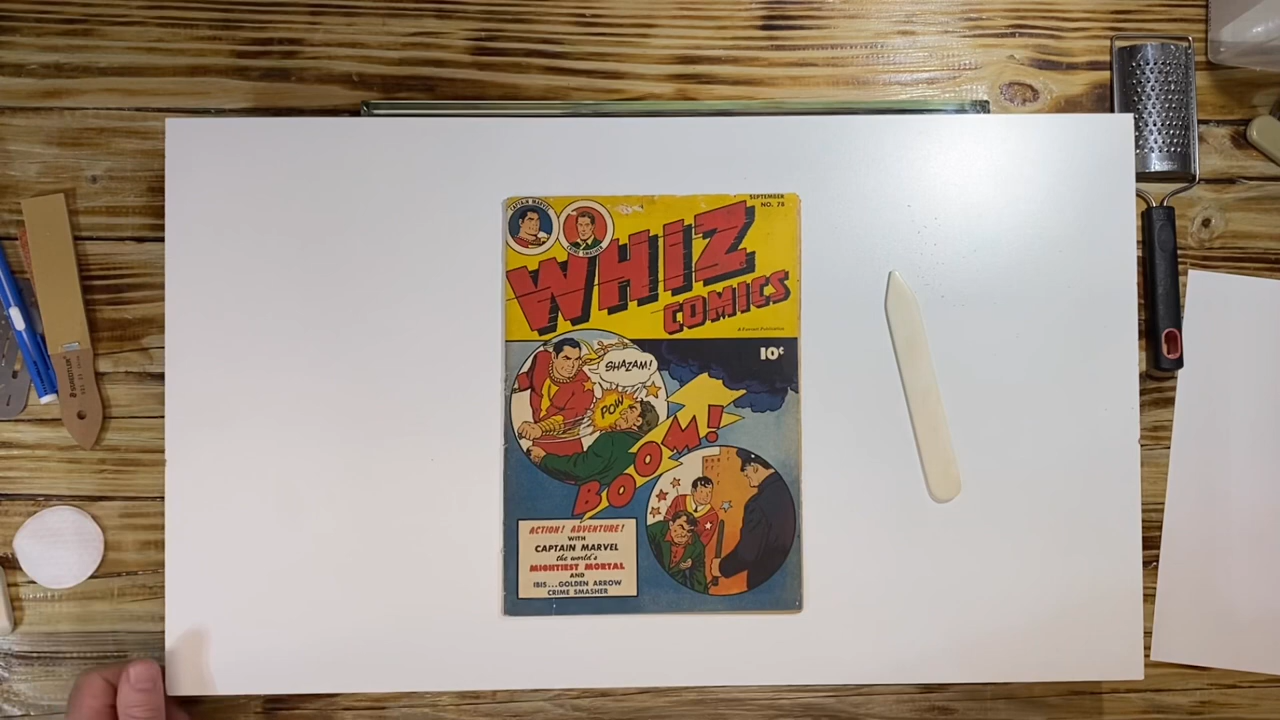 CAPTAIN MARVEL
CRIME SMASHER
SEPTEMBER
NO. 78
WHIZ
COMICS
A Fawcett Publication
10¢
SHAZAM!
POW
BOOM!
ACTION! ADVENTURE!
WITH
CAPTAIN MARVEL
the world's
MIGHTIEST MORTAL
AND
IBIS...GOLDEN ARROW
CRIME SMASHER
STAEDTLER